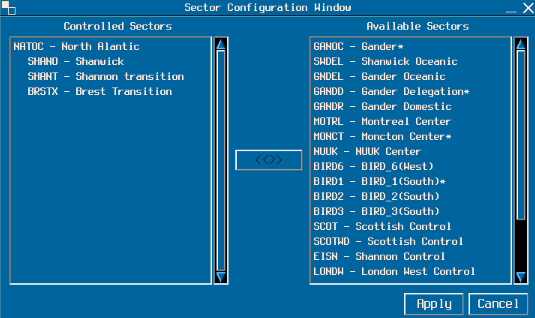 Sector Configuration Window
Controlled Sectors
NATOC - North Alantic
SHANO - Shanwick
SHANT - Shannon transition
BRSTX - Brest Transition
<<>>
Available Sectors
GANOC - Gander*
SWDEL - Shanwick Oceanic
GNDEL - Gander Oceanic
GANDD - Gander Delegation*
GANDR - Gander Domestic
MOTRL - Montreal Center
MONCT - Moncton Center*
NUUK - NUUK Center
BIRD6 - BIRD_6(West)
BIRD1 - BIRD_1(South)*
BIRD2 - BIRD_2(South)
BIRD3 - BIRD_3(South)
SCOT - Scottish Control
SCOTWD - Scottish Control
EISN - Shannon Control
LONDW - London West Control
Apply
Cancel